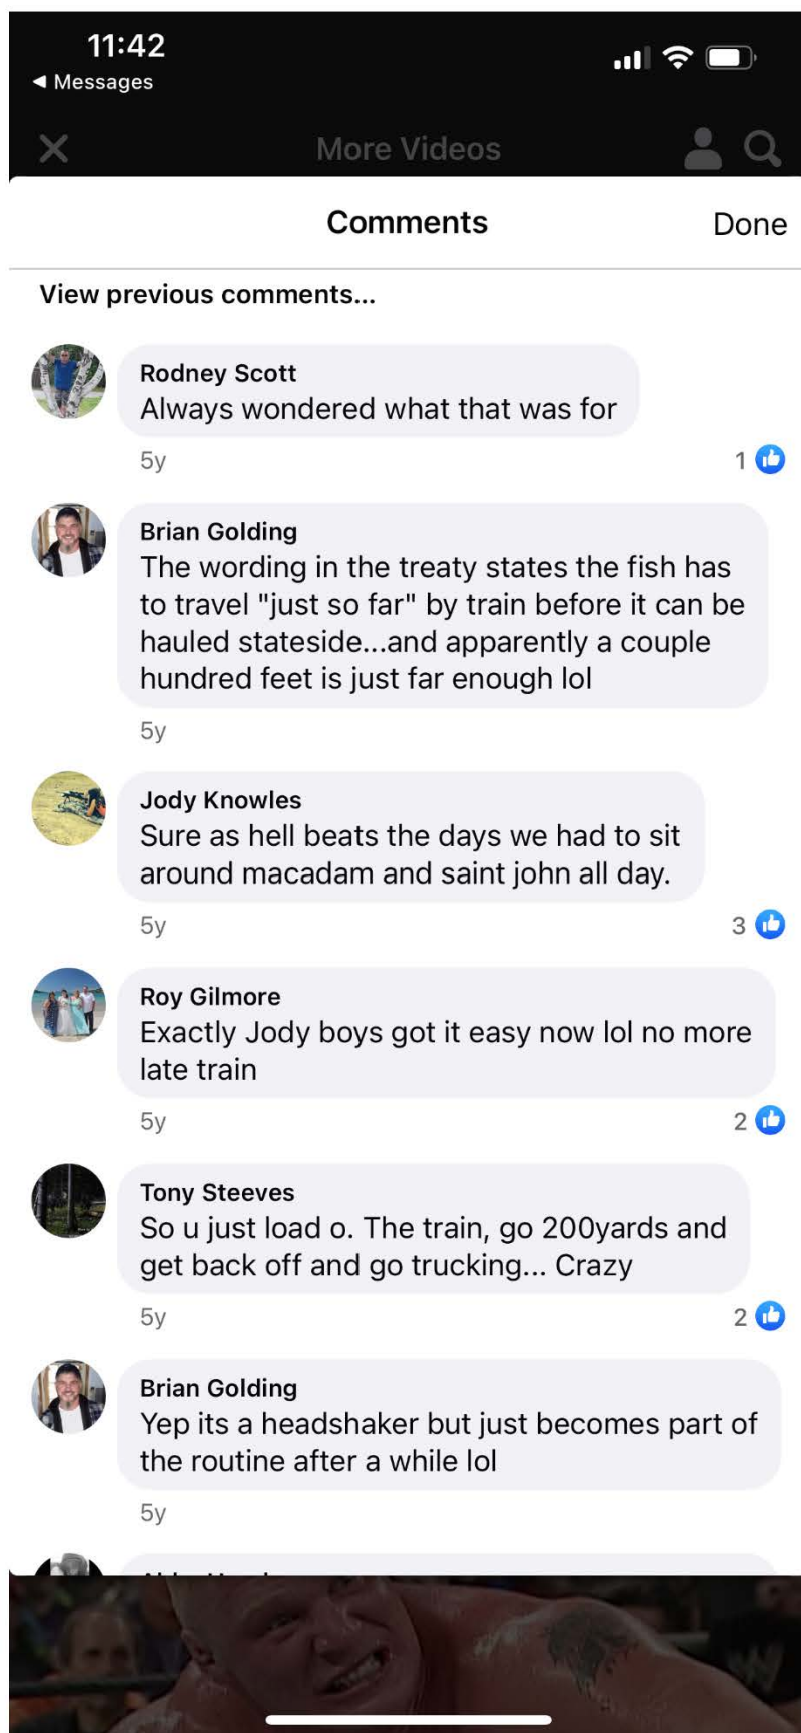 11:42
Messages
More Videos
Comments
Done
View previous comments...
Rodney Scott
Always wondered what that was for
5y
1
Brian Golding
The wording in the treaty states the fish has
to travel "just so far" by train before it can be
hauled stateside...and apparently a couple
hundred feet is just far enough lol
5y
Jody Knowles
Sure as hell beats the days we had to sit
around macadam and saint john all day.
5y
3
Roy Gilmore
Exactly Jody boys got it easy now lol no more
late train
5y
2
Tony Steeves
So u just load o. The train, go 200yards and
get back off and go trucking... Crazy
5y
2
Brian Golding
Yep its a headshaker but just becomes part of
the routine after a while lol
5y